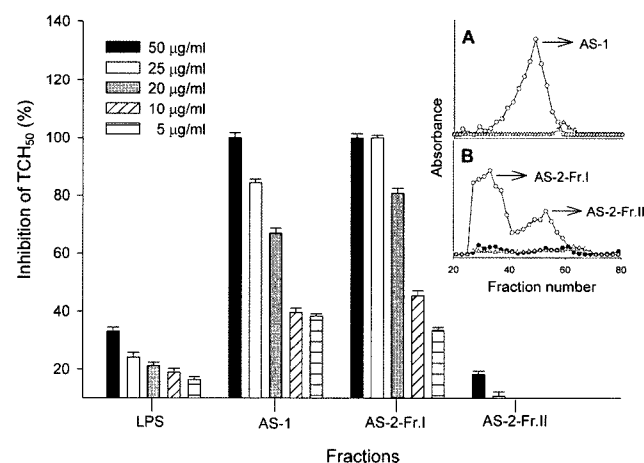 140
120
100
80
60
40
20
Inhibition of TCH50 (%)
50 µg/ml
25 µg/ml
20 µg/ml
10 µg/ml
5 µg/ml
LPS
AS-1
AS-2-Fr.I
AS-2-Fr.II
Fractions
A
AS-1
Absorbance
B
AS-2-Fr.I
AS-2-Fr.II
20
40
60
80
Fraction number